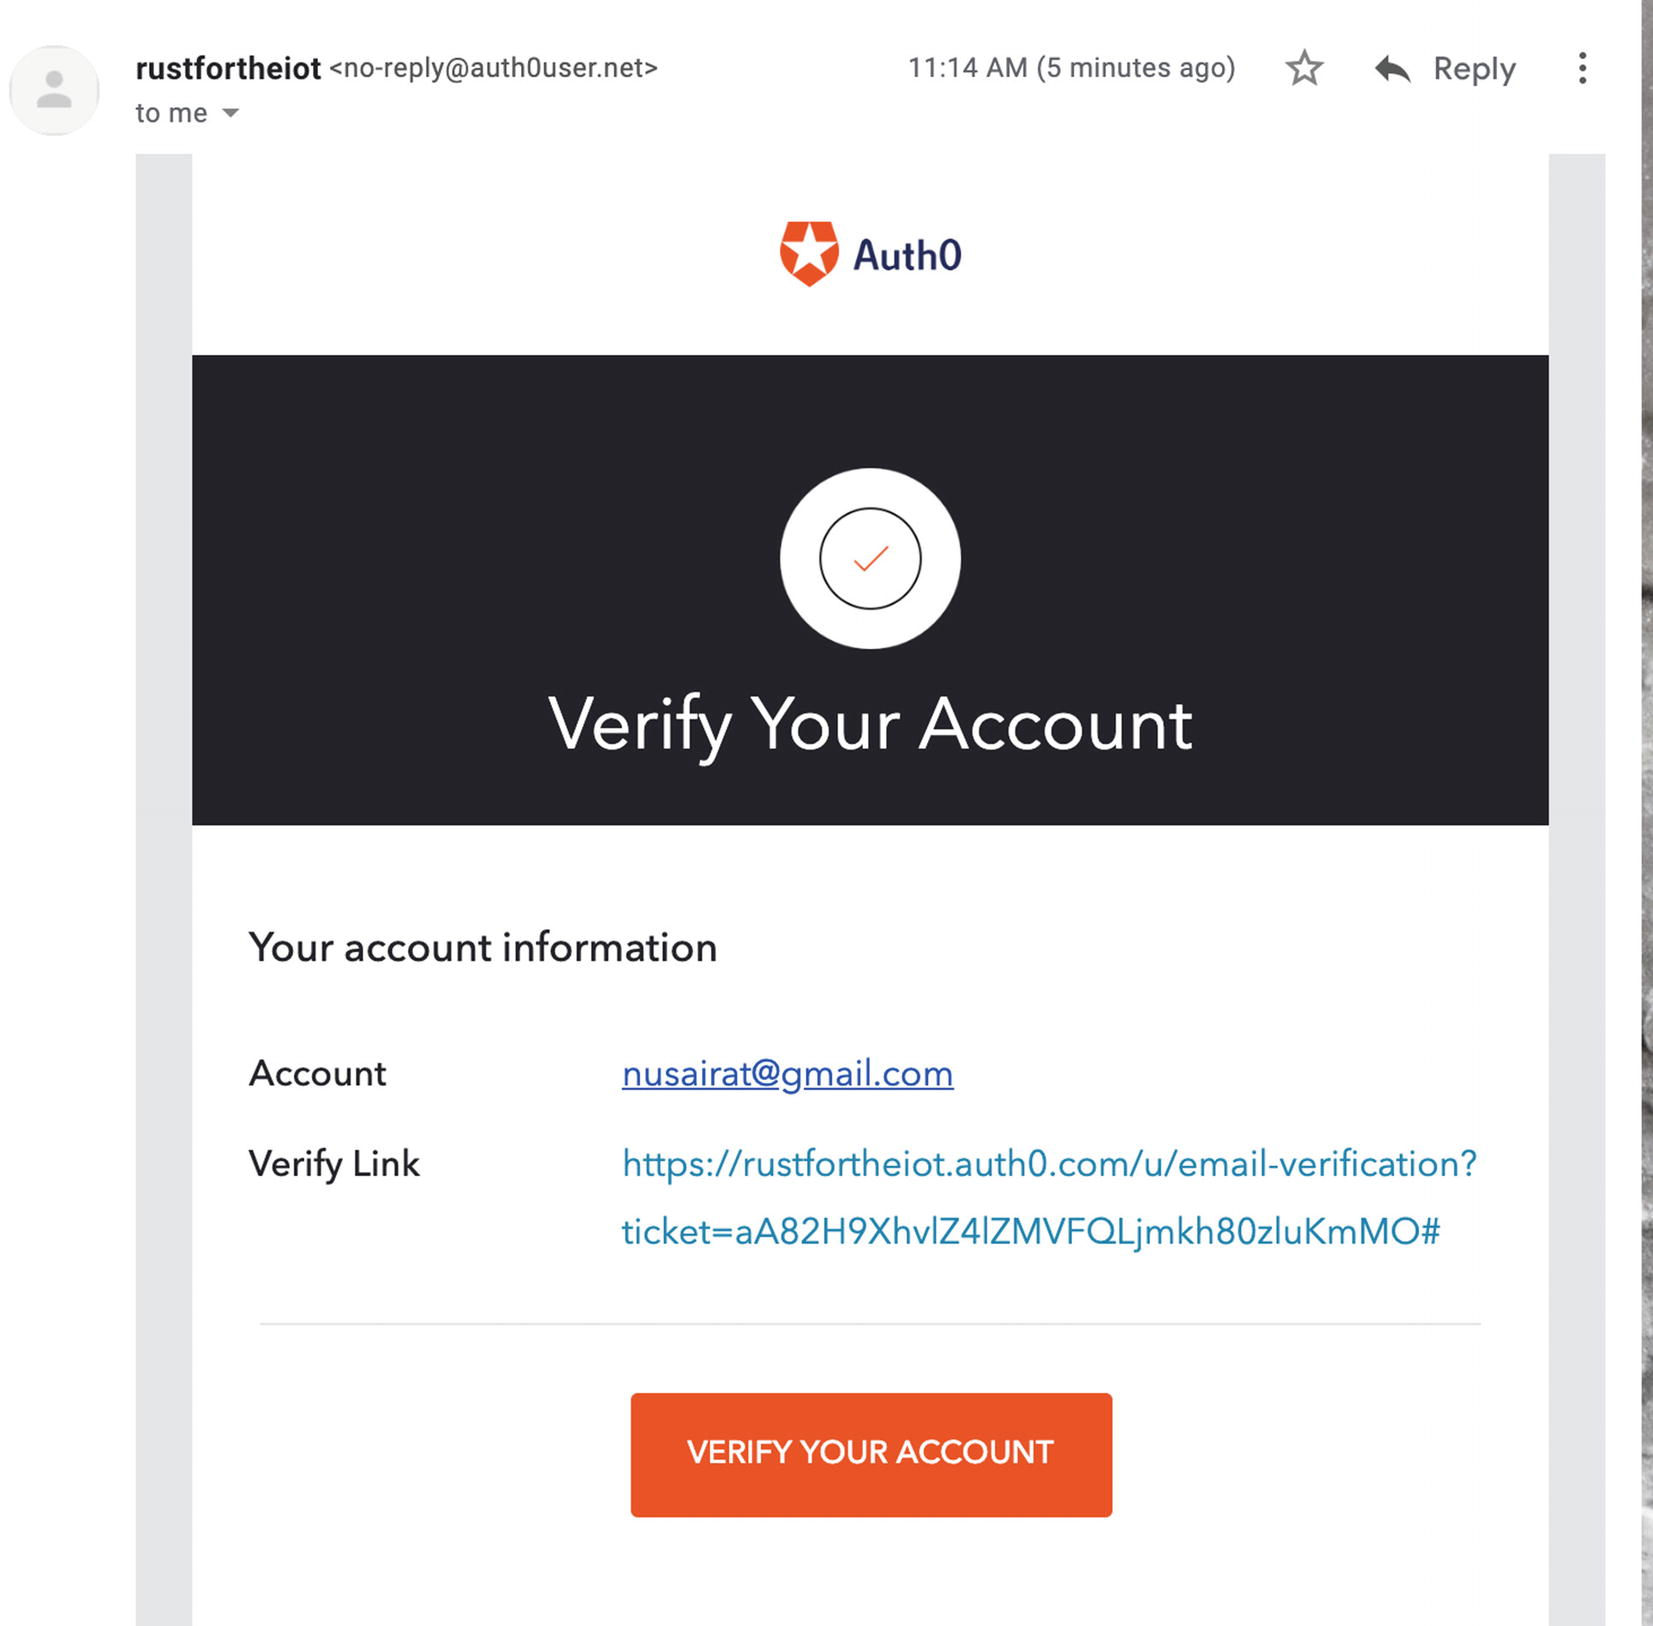 rustfortheiot <no-reply@auth0user.net> 11:14 AM (5 minutes ago) Reply
to me
Auth0
Verify Your Account
Your account information
Account nusairat@gmail.com
Verify Link https://rustfortheiot.auth0.com/u/email-verification?
ticket=aA82H9XhvlZ4lZMVFQLjmkh80zluKmMO#
VERIFY YOUR ACCOUNT